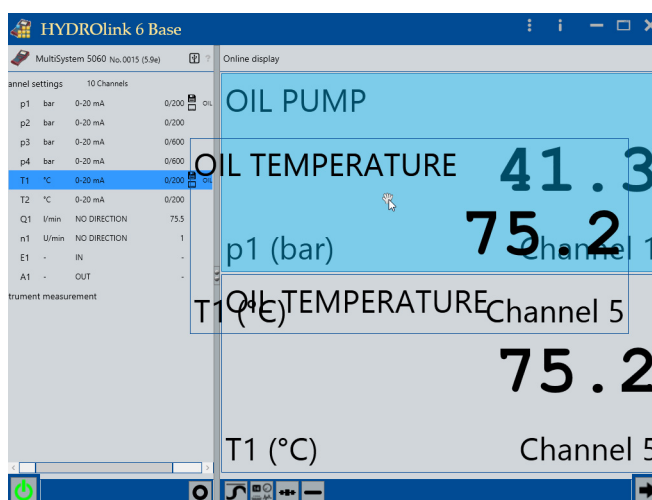 HYDROlink 6 Base
MultiSystem 5060 No. 0015 (5.9e)
Online display
annel settings 10 Channels
p1 bar 0-20 mA 0/200 OIL
p2 bar 0-20 mA 0/200
p3 bar 0-20 mA 0/600
p4 bar 0-20 mA 0/600
T1 °C 0-20 mA 0/200 OIL
T2 °C 0-20 mA 0/200
Q1 l/min NO DIRECTION 75.5
n1 U/min NO DIRECTION 1
E1 - IN -
A1 - OUT -
trument measurement
OIL PUMP
41.3
p1 (bar) Channel 1
OIL TEMPERATURE
75.2
T1 (°C) Channel 5
OIL TEMPERATURE
75.2
T1 (°C) Channel 5